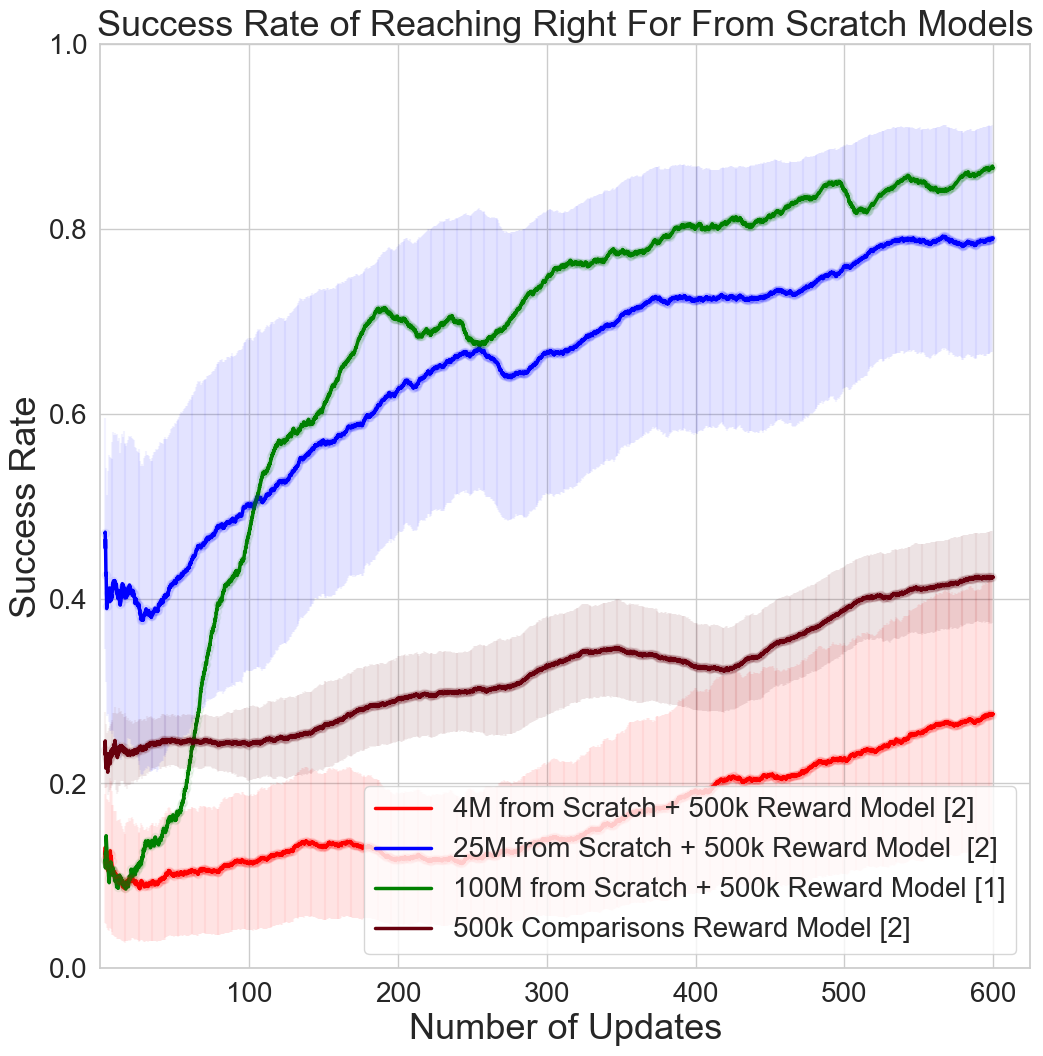 Success Rate of Reaching Right For From Scratch Models
1.0
0.8
0.6
0.4
0.2
0.0
Success Rate
4M from Scratch + 500k Reward Model [2]
25M from Scratch + 500k Reward Model  [2]
100M from Scratch + 500k Reward Model [1]
500k Comparisons Reward Model [2]
100 200 300 400 500 600
Number of Updates